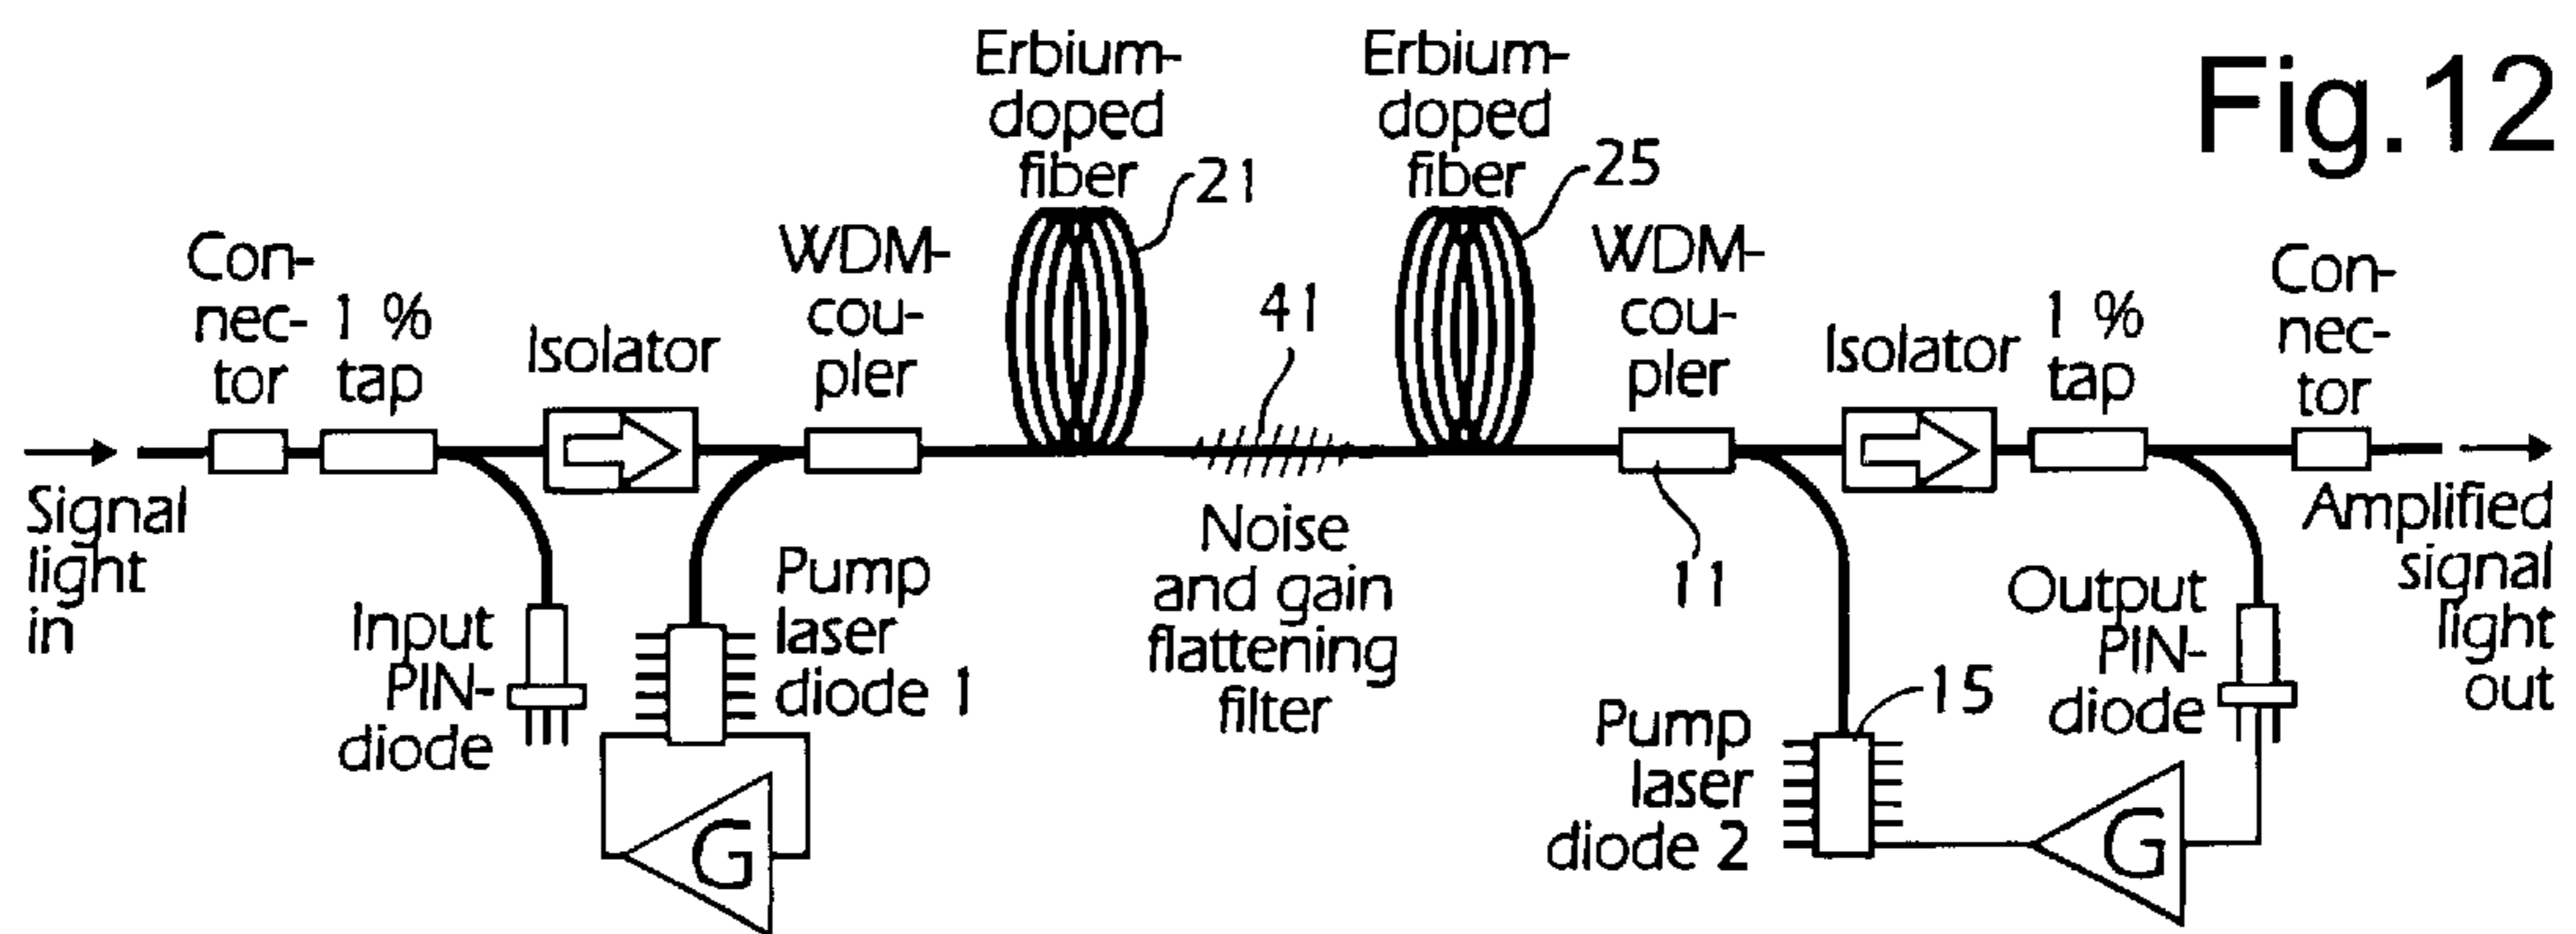 Fig.12
Erbium-
doped
fiber
21
Erbium-
doped
fiber
25
Con-
nec-
tor
1 %
tap
Isolator
WDM-
cou-
pler
41
WDM-
cou-
pler
Isolator
1 %
tap
Con-
nec-
tor
Signal
light
in
Input
PIN-
diode
Pump
laser
diode 1
G
Noise
and gain
flattening
filter
11
Pump
laser
diode 2
15
Output
PIN-
diode
G
Amplified
signal
light
out